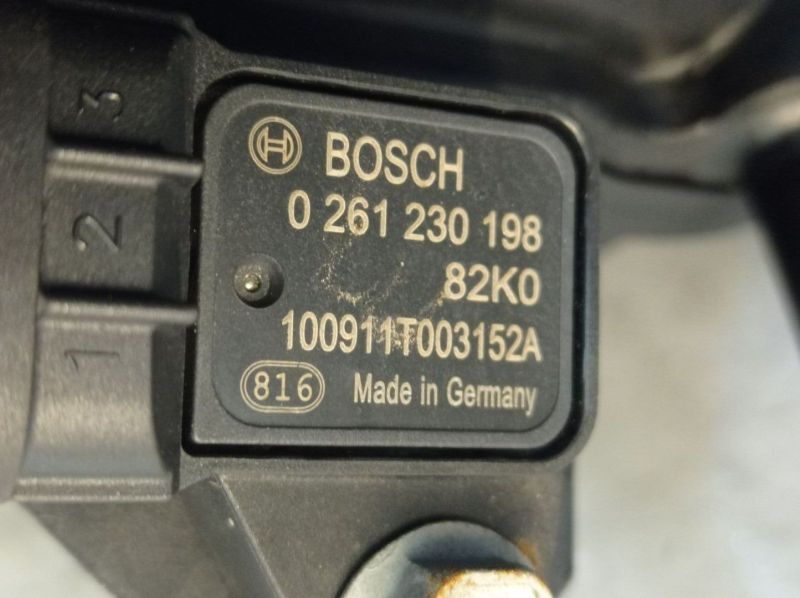 BOSCH
0 261 230 198
82K0
100911T003152A
816 Made in Germany
3
2
1